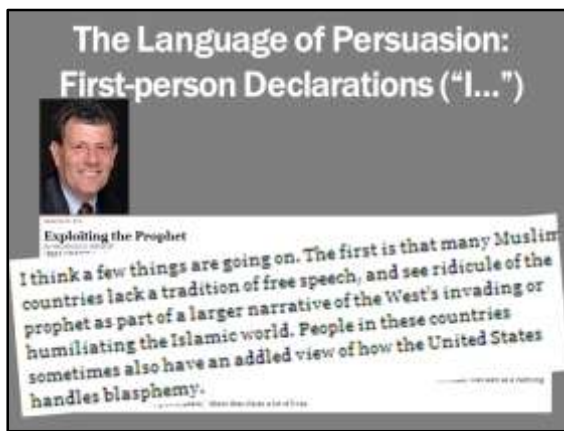 The Language of Persuasion:
First-person Declarations (“I...”)
Exploiting the Prophet
I think a few things are going on. The first is that many Muslim
countries lack a tradition of free speech, and see ridicule of the
prophet as part of a larger narrative of the West's invading or
humiliating the Islamic world. People in these countries
sometimes also have an addled view of how the United States
handles blasphemy.